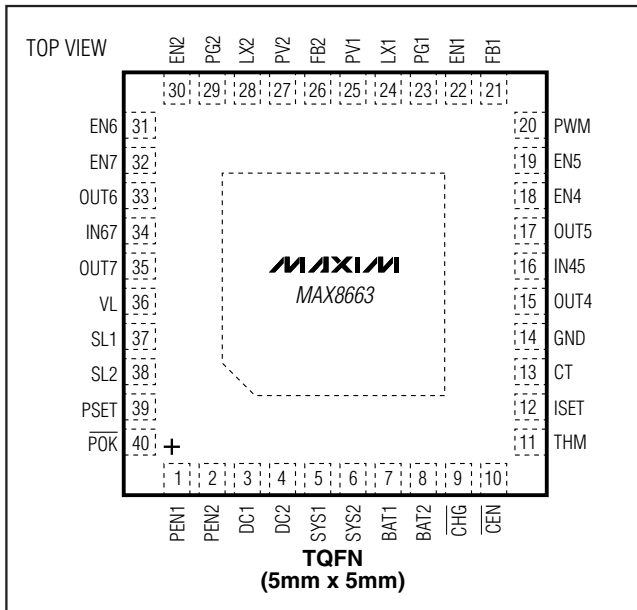 TOP VIEW
EN2 PG2 LX2 PV2 FB2 PV1 LX1 PG1 EN1 FB1
30 29 28 27 26 25 24 23 22 21
EN6 31
EN7 32
OUT6 33
IN67 34
OUT7 35
VL 36
SL1 37
SL2 38
PSET 39
POK 40
+
MAXIM
MAX8663
20 PWM
19 EN5
18 EN4
17 OUT5
16 IN45
15 OUT4
14 GND
13 CT
12 ISET
11 THM
1 2 3 4 5 6 7 8 9 10
PEN1 PEN2 DC1 DC2 SYS1 SYS2 BAT1 BAT2 CHG CEN
TQFN
(5mm x 5mm)